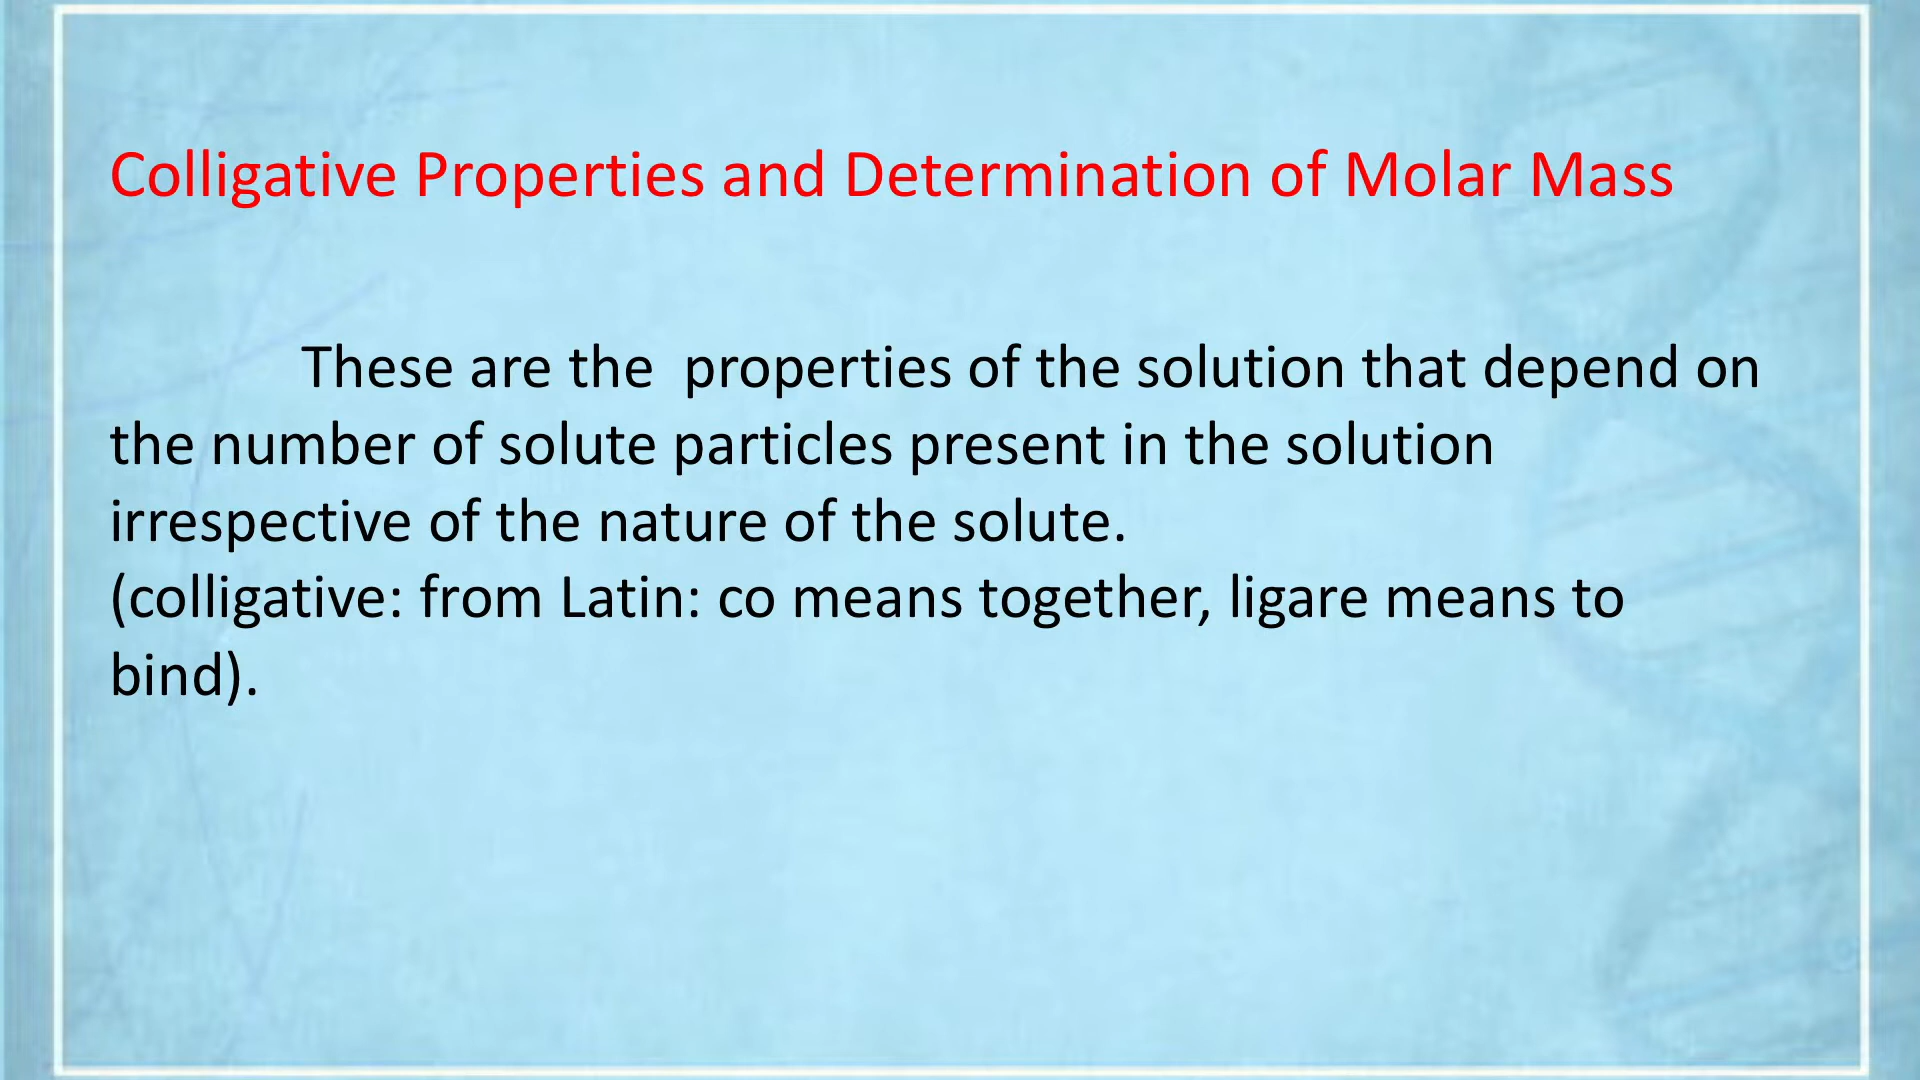 Colligative Properties and Determination of Molar Mass
These are the  properties of the solution that depend on
the number of solute particles present in the solution
irrespective of the nature of the solute.
(colligative: from Latin: co means together, ligare means to
bind).